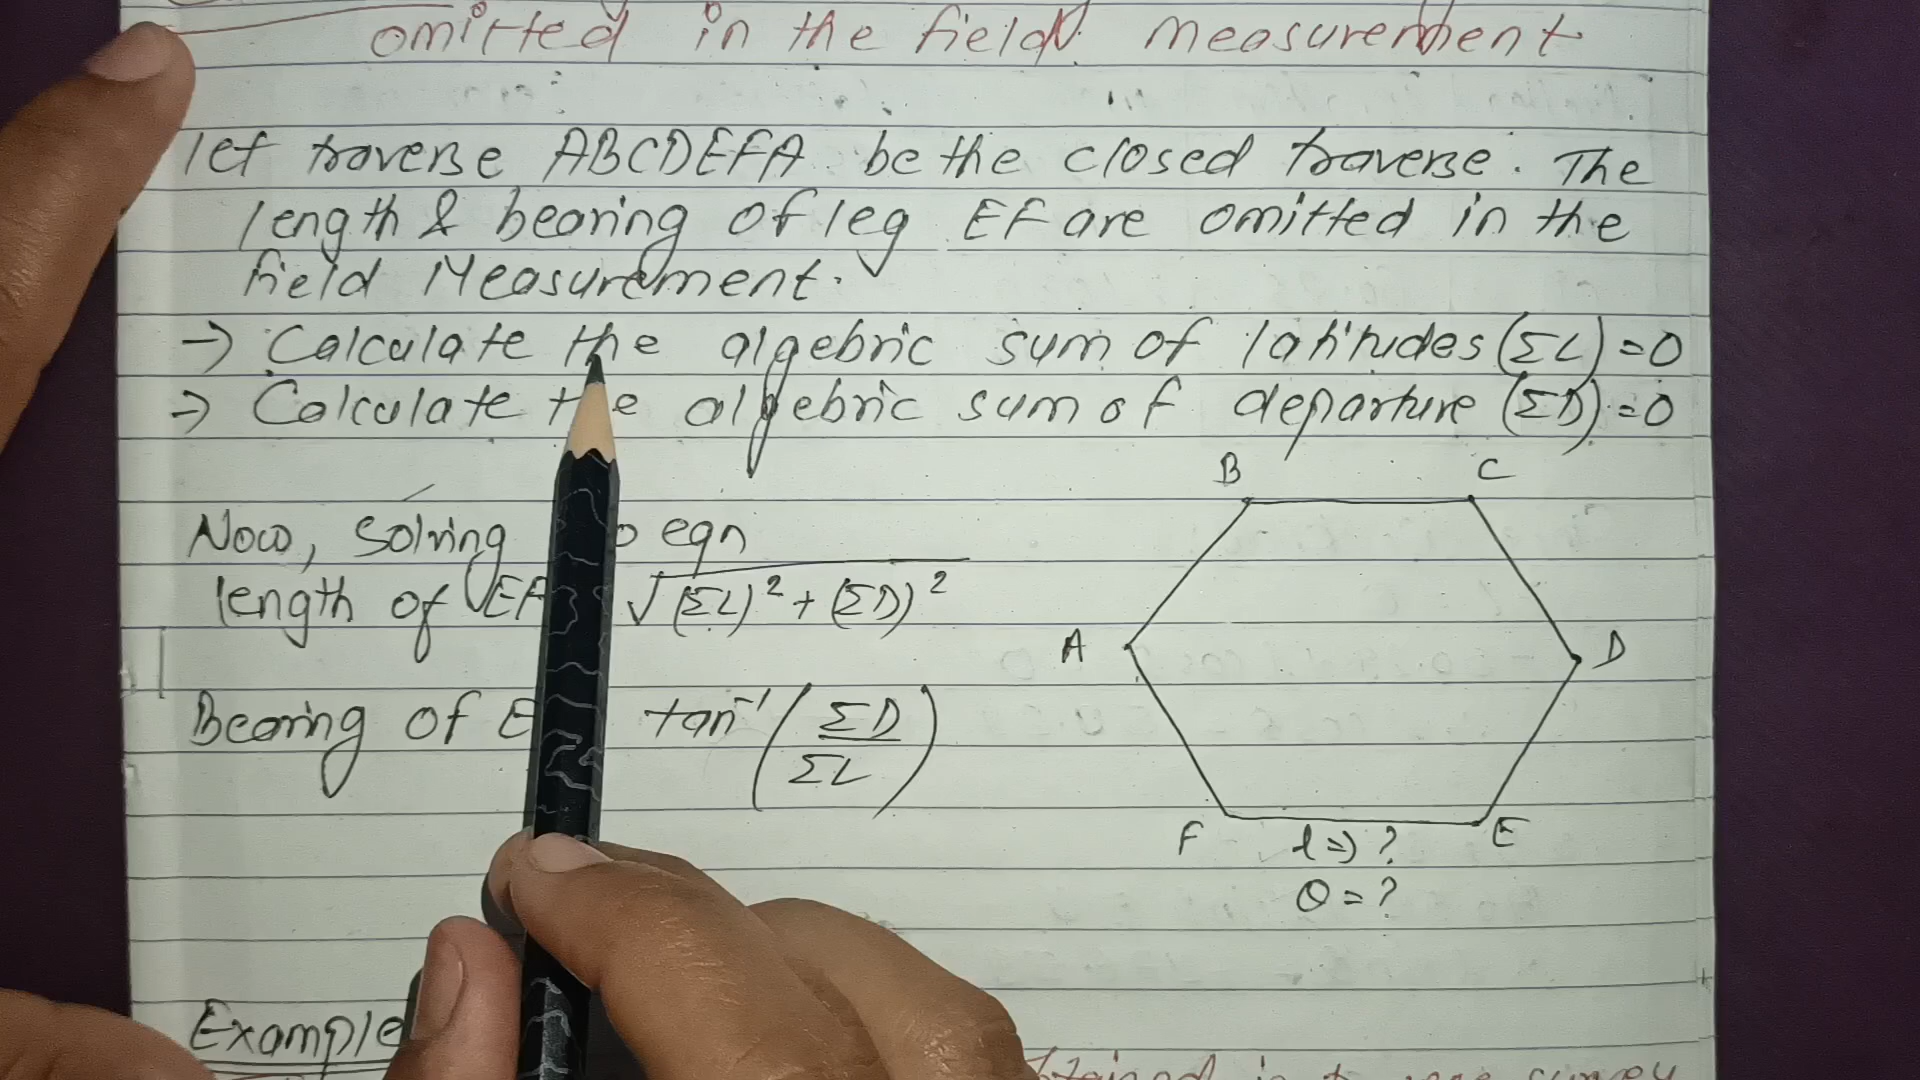 omitted in the field measurement
let traverse ABCDEFA be the closed traverse. The
length & bearing of leg EF are omitted in the
field Measurement.
→ Calculate the algebric sum of latitudes (ΣL) = 0
→ Calculate the algebric sum of departure (ΣD) = 0
B C
Now, solving eqn
length of EF √(ΣL)² + (ΣD)²
A D
Bearing of E tan⁻¹ (ΣD/ΣL)
F l => ? E
θ = ?
Example